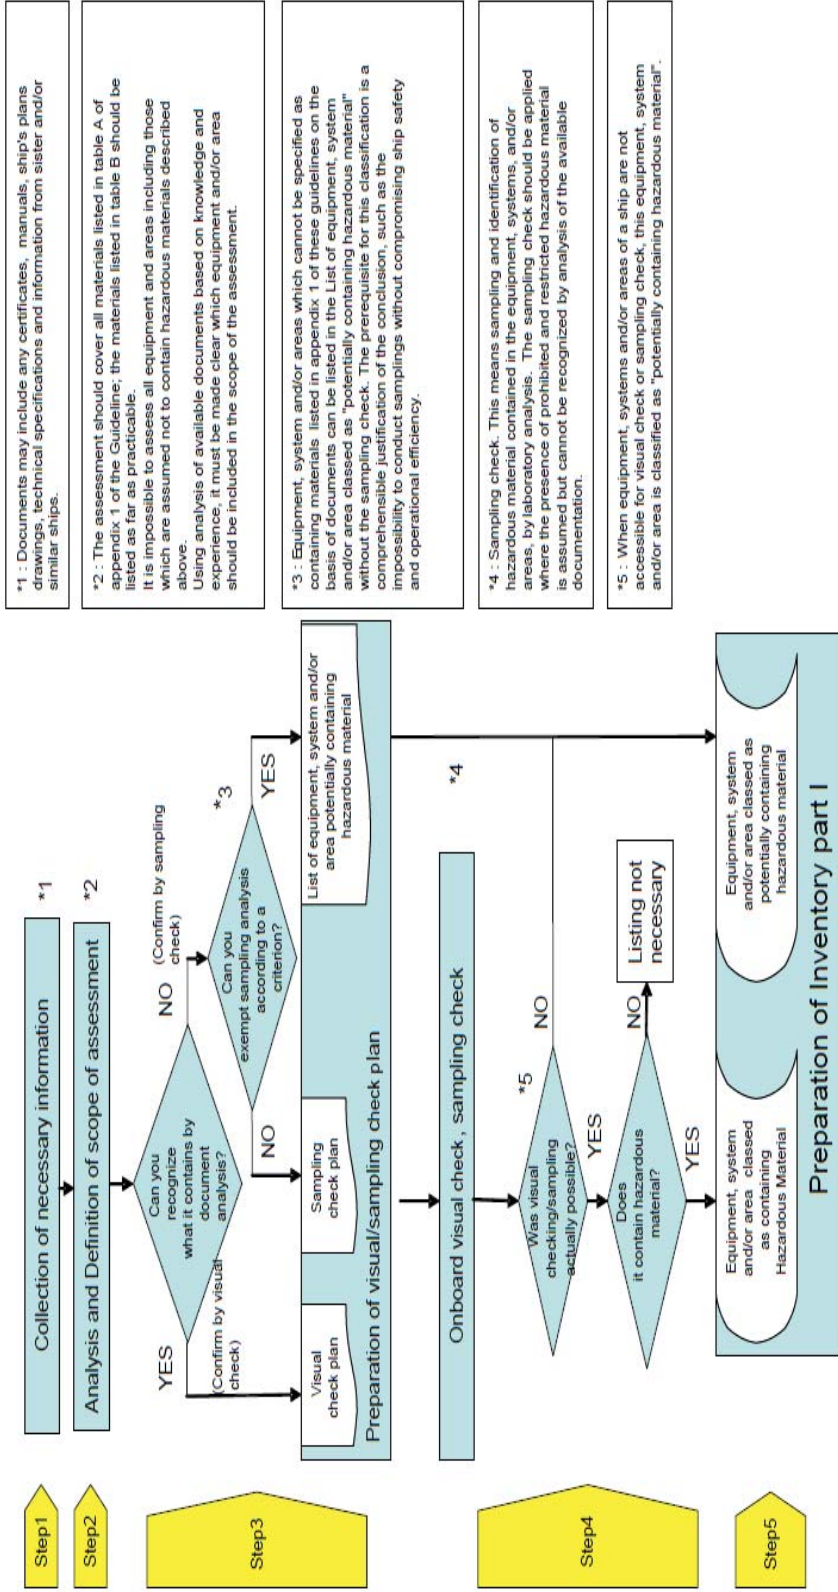 Step1
Collection of necessary information
*1
Step2
Analysis and Definition of scope of assessment
*2
Step3
Can you
recognize
what it contains by
document
analysis?
YES
(Confirm by visual
check)
NO
(Confirm by sampling
check)
Can you
exempt sampling analysis
according to a
criterion?
*3
NO
YES
Visual
check plan
Sampling
check plan
List of equipment, system and/or
area potentially containing
hazardous material
Preparation of visual/sampling check plan
Step4
Onboard visual check, sampling check
*4
Was visual
checking/sampling
actually possible?
*5
NO
YES
Does
it contain hazardous
material?
NO
Listing not
necessary
YES
Step5
Equipment, system
and/or area classed
as containing
Hazardous Material
Equipment, system
and/or area classed as
potentially containing
hazardous material
Preparation of Inventory part I
*1 : Documents may include any certificates, manuals, ship's plans
drawings, technical specifications and information from sister and/or
similar ships.
*2 : The assessment should cover all materials listed in table A of
appendix 1 of the Guideline; the materials listed in table B should be
listed as far as practicable.
It is impossible to assess all equipment and areas including those
which are assumed not to contain hazardous materials described
above.
Using analysis of available documents based on knowledge and
experience, it must be made clear which equipment and/or area
should be included in the scope of the assessment.
*3 : Equipment, system and/or areas which cannot be specified as
containing materials listed in appendix 1 of these guidelines on the
basis of documents can be listed in the List of equipment, system
and/or area classed as "potentially containing hazardous material"
without the sampling check. The prerequisite for this classification is a
comprehensible justification of the conclusion, such as the
impossibility to conduct samplings without compromising ship safety
and operational efficiency.
*4 : Sampling check. This means sampling and identification of
hazardous material contained in the equipment, systems, and/or
areas, by laboratory analysis. The sampling check should be applied
where the presence of prohibited and restricted hazardous material
is assumed but cannot be recognized by analysis of the available
documentation.
*5 : When equipment, systems and/or areas of a ship are not
accessible for visual check or sampling check, this equipment, system
and/or area is classified as "potentially containing hazardous material".